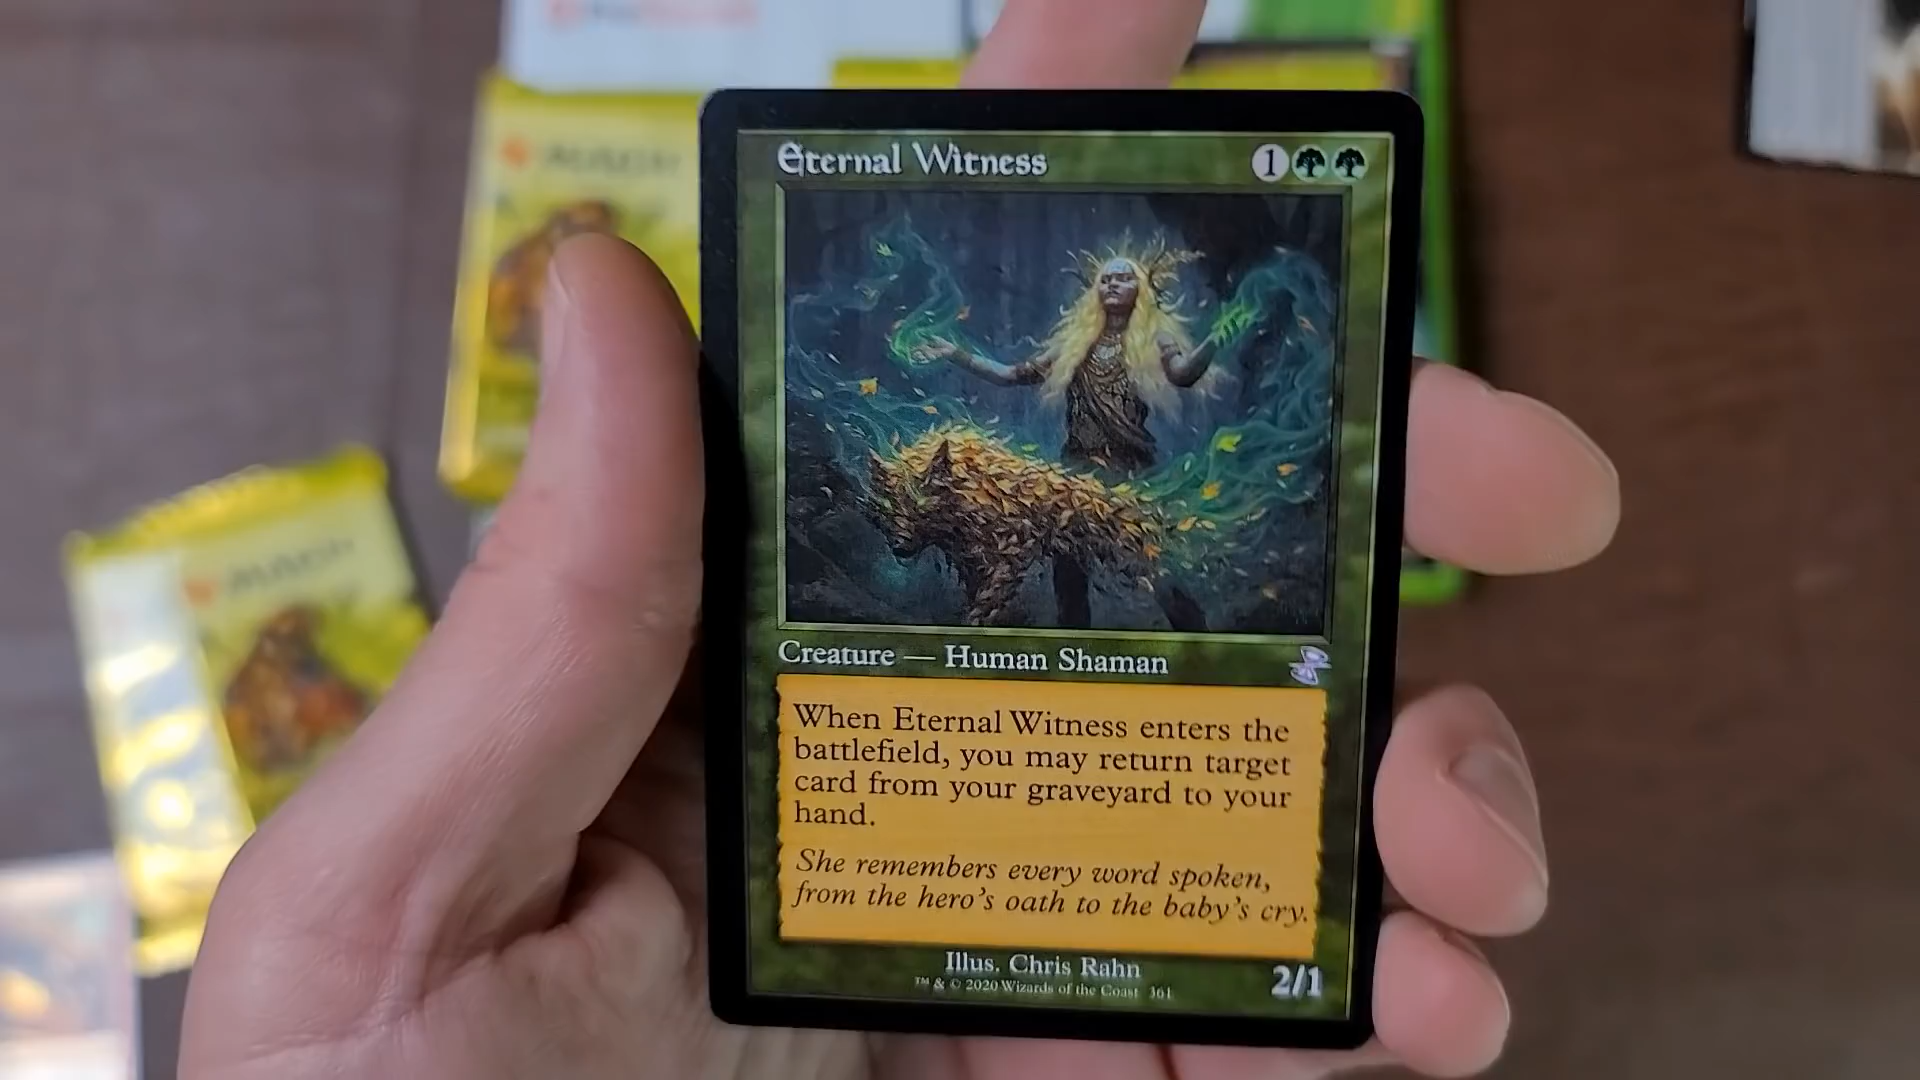 Eternal Witness 1
Creature — Human Shaman
When Eternal Witness enters the
battlefield, you may return target
card from your graveyard to your
hand.
She remembers every word spoken,
from the hero's oath to the baby's cry.
Illus. Chris Rahn
™ & © 2020 Wizards of the Coast 361
2/1